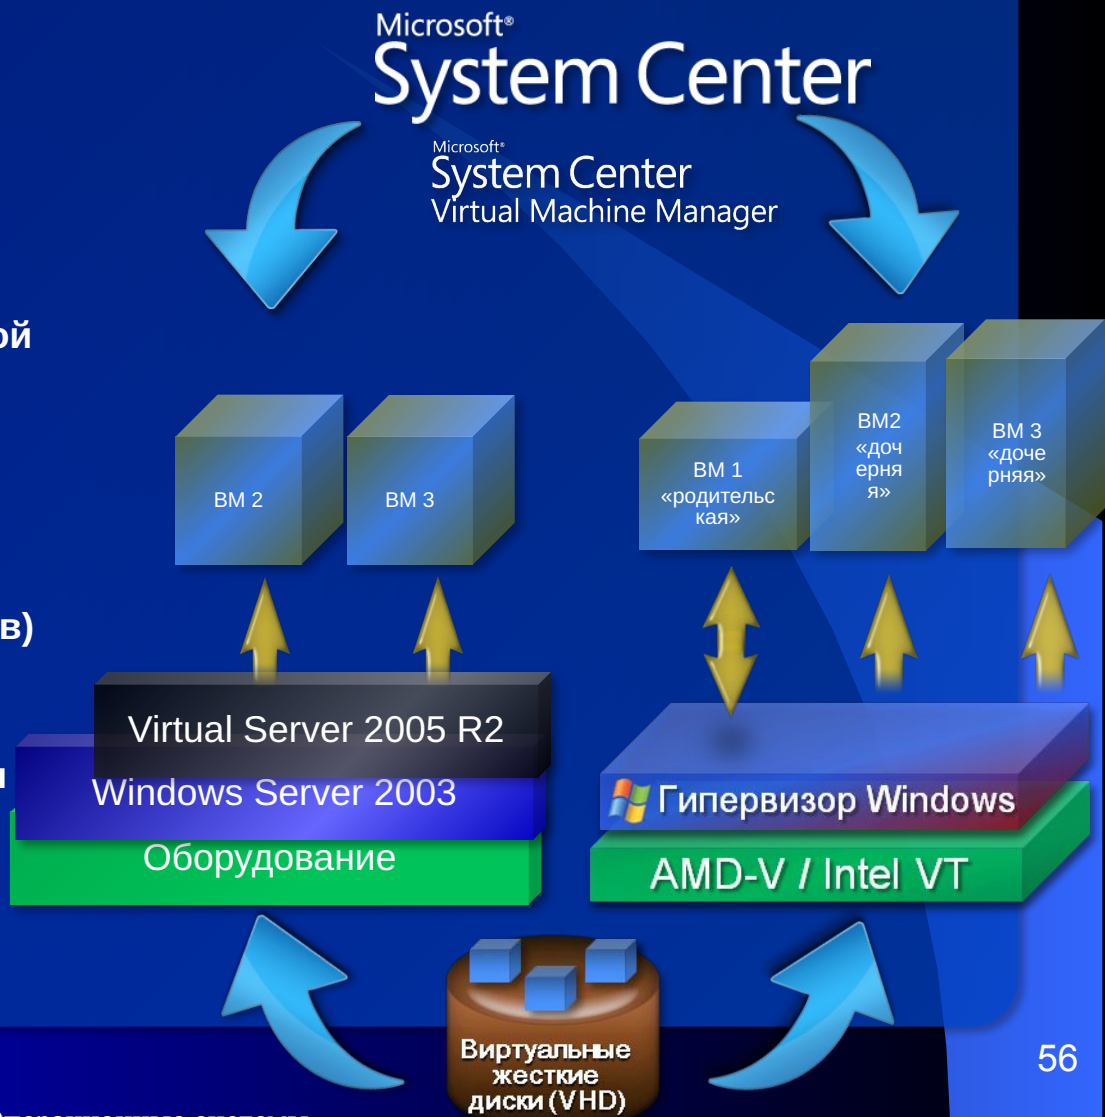 Microsoft®
System Center
Microsoft®
System Center
Virtual Machine Manager
ой
ВМ 2
ВМ 3
ВМ 1
«родительс
кая»
ВМ2
«доч
ерня
я»
ВМ 3
«доче
рняя»
в)
Virtual Server 2005 R2
Windows Server 2003
Оборудование
Гипервизор Windows
AMD-V / Intel VT
Виртуальные
жесткие
диски (VHD)
56